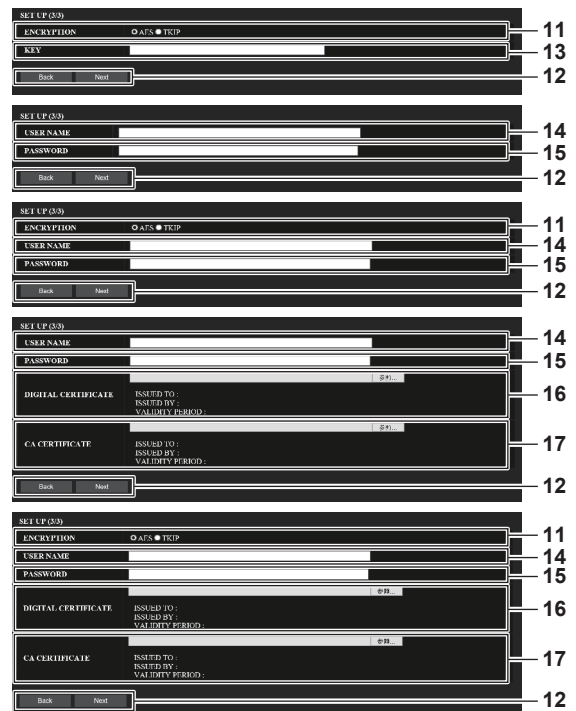 SET UP (3/3)
ENCRYPTION AES TKIP 11
KEY 13
Back Next 12
SET UP (3/3)
USER NAME 14
PASSWORD 15
Back Next 12
SET UP (3/3)
ENCRYPTION AES TKIP 11
USER NAME 14
PASSWORD 15
Back Next 12
SET UP (3/3)
USER NAME 14
PASSWORD 15
参照...
DIGITAL CERTIFICATE ISSUED TO : 16
ISSUED BY :
VALIDITY PERIOD :
参照...
CA CERTIFICATE ISSUED TO : 17
ISSUED BY :
VALIDITY PERIOD :
Back Next 12
SET UP (3/3)
ENCRYPTION AES TKIP 11
USER NAME 14
PASSWORD 15
参照...
DIGITAL CERTIFICATE ISSUED TO : 16
ISSUED BY :
VALIDITY PERIOD :
参照...
CA CERTIFICATE ISSUED TO : 17
ISSUED BY :
VALIDITY PERIOD :
Back Next 12